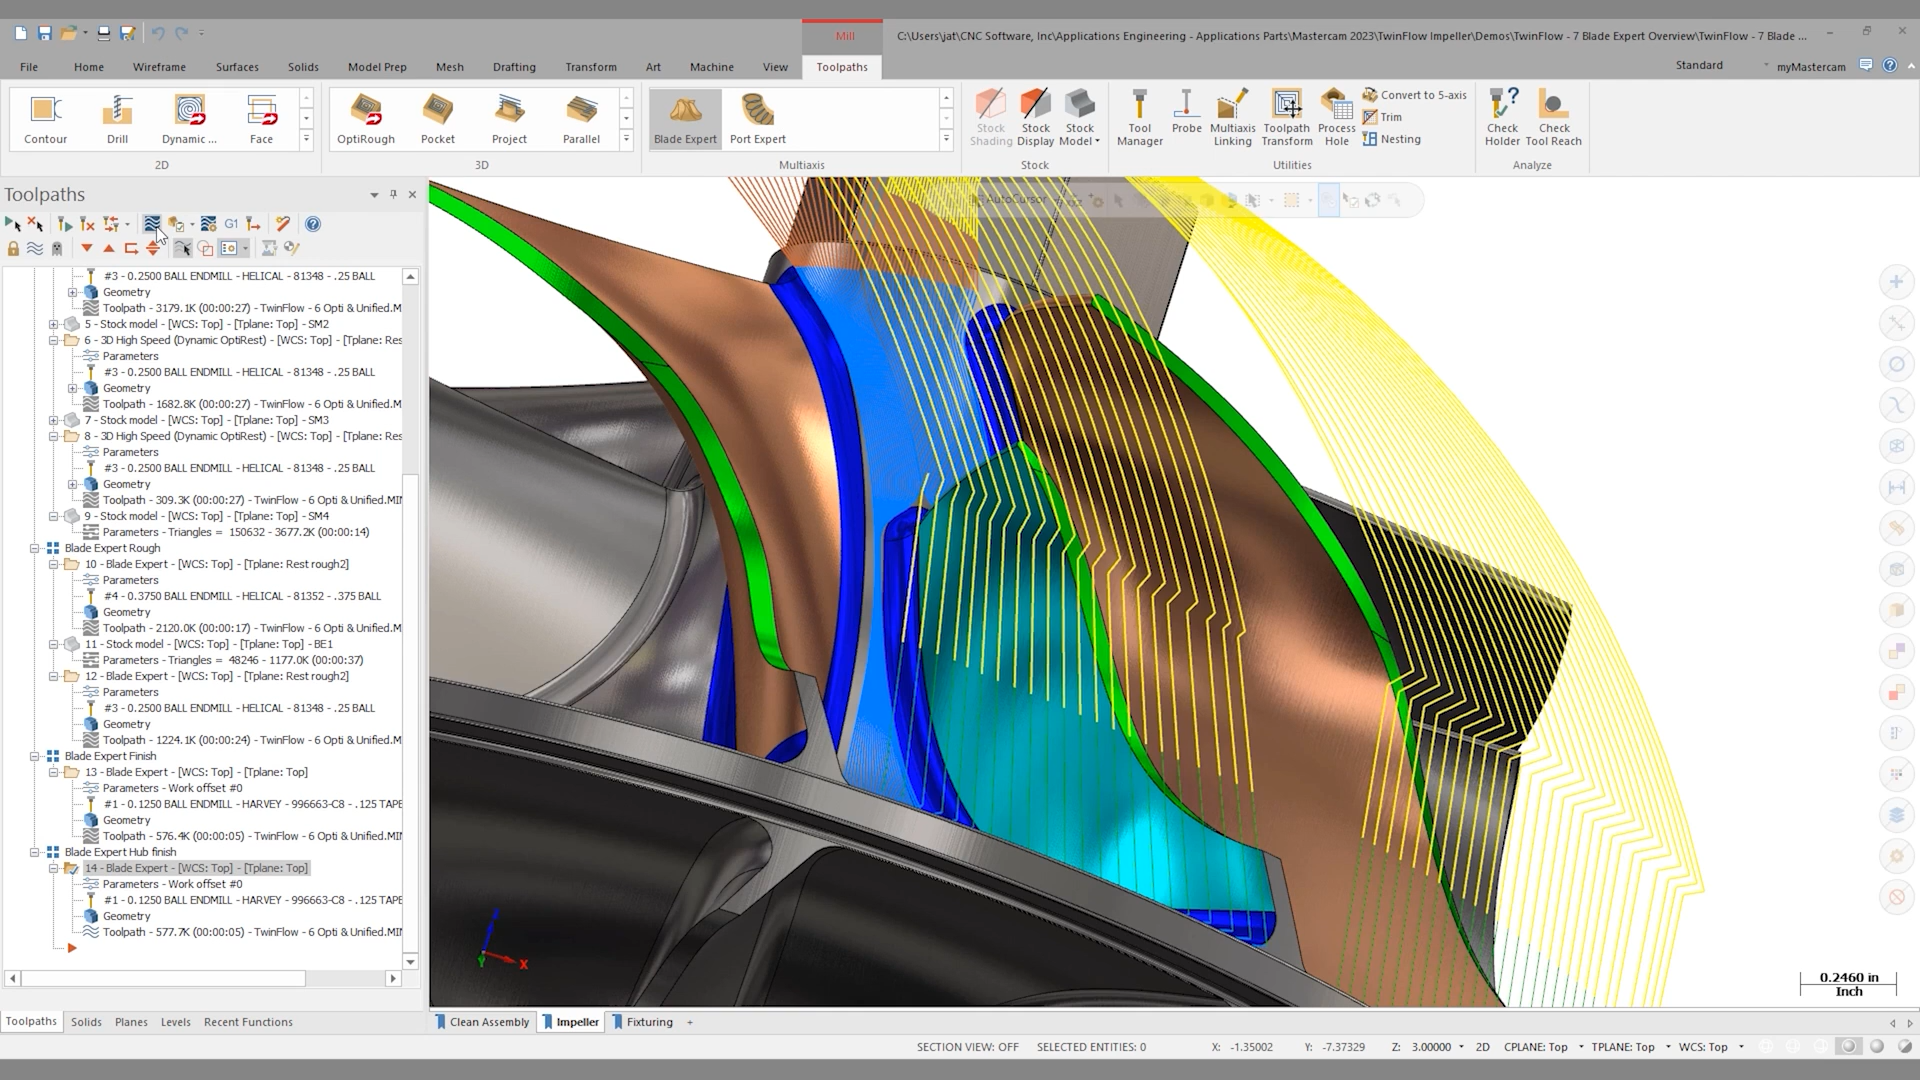 Mill
C:\Users\jat\CNC Software, Inc\Applications Engineering - Applications Parts\Mastercam 2023\TwinFlow Impeller\Demos\TwinFlow - 7 Blade Expert Overview\TwinFlow - 7 Blade ...
File Home Wireframe Surfaces Solids Model Prep Mesh Drafting Transform Art Machine View Toolpaths
Standard myMastercam
Contour Drill Dynamic ... Face
2D
OptiRough Pocket Project Parallel
3D
Blade Expert Port Expert
Multiaxis
Stock Shading Stock Display Stock Model
Stock
Tool Manager Probe Multiaxis Linking Toolpath Transform Process Hole
Convert to 5-axis
Trim
Nesting
Utilities
Check Holder Check Tool Reach
Analyze
Toolpaths
G1
AutoCursor
#3 - 0.2500 BALL ENDMILL - HELICAL - 81348 - .25 BALL
Geometry
Toolpath - 3179.1K (00:00:27) - TwinFlow - 6 Opti & Unified.M
5 - Stock model - [WCS: Top] - [Tplane: Top] - SM2
6 - 3D High Speed (Dynamic OptiRest) - [WCS: Top] - [Tplane: Res
Parameters
#3 - 0.2500 BALL ENDMILL - HELICAL - 81348 - .25 BALL
Geometry
Toolpath - 1682.8K (00:00:27) - TwinFlow - 6 Opti & Unified.M
7 - Stock model - [WCS: Top] - [Tplane: Top] - SM3
8 - 3D High Speed (Dynamic OptiRest) - [WCS: Top] - [Tplane: Res
Parameters
#3 - 0.2500 BALL ENDMILL - HELICAL - 81348 - .25 BALL
Geometry
Toolpath - 309.3K (00:00:27) - TwinFlow - 6 Opti & Unified.MIN
9 - Stock model - [WCS: Top] - [Tplane: Top] - SM4
Parameters - Triangles = 150632 - 3677.2K (00:00:14)
Blade Expert Rough
10 - Blade Expert - [WCS: Top] - [Tplane: Rest rough2]
Parameters
#4 - 0.3750 BALL ENDMILL - HELICAL - 81352 - .375 BALL
Geometry
Toolpath - 2120.0K (00:00:17) - TwinFlow - 6 Opti & Unified.M
11 - Stock model - [WCS: Top] - [Tplane: Top] - BE1
Parameters - Triangles = 48246 - 1177.0K (00:00:37)
12 - Blade Expert - [WCS: Top] - [Tplane: Rest rough2]
Parameters
#3 - 0.2500 BALL ENDMILL - HELICAL - 81348 - .25 BALL
Geometry
Toolpath - 1224.1K (00:00:24) - TwinFlow - 6 Opti & Unified.M
Blade Expert Finish
13 - Blade Expert - [WCS: Top] - [Tplane: Top]
Parameters - Work offset #0
#1 - 0.1250 BALL ENDMILL - HARVEY - 996663-C8 - .125 TAPE
Geometry
Toolpath - 576.4K (00:00:05) - TwinFlow - 6 Opti & Unified.MIN
Blade Expert Hub finish
14 - Blade Expert - [WCS: Top] - [Tplane: Top]
Parameters - Work offset #0
#1 - 0.1250 BALL ENDMILL - HARVEY - 996663-C8 - .125 TAPE
Geometry
Toolpath - 577.7K (00:00:05) - TwinFlow - 6 Opti & Unified.MIN
X
Y
0.2460 in
Inch
Toolpaths Solids Planes Levels Recent Functions
Clean Assembly Impeller Fixturing +
SECTION VIEW: OFF SELECTED ENTITIES: 0 X: -1.35002 Y: -7.37329 Z: 3.00000 2D CPLANE: Top TPLANE: Top WCS: Top